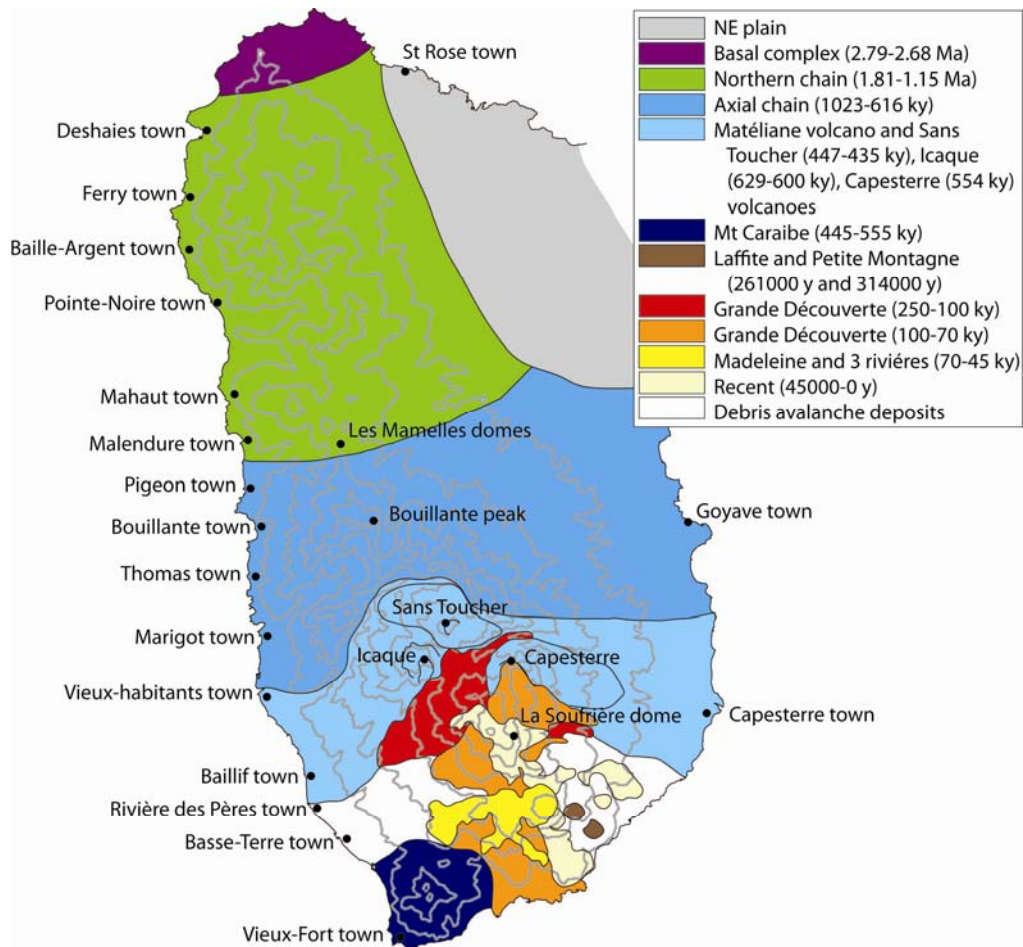 NE plain
Basal complex (2.79-2.68 Ma)
Northern chain (1.81-1.15 Ma)
Axial chain (1023-616 ky)
Matéliane volcano and Sans
Toucher (447-435 ky), Icaque
(629-600 ky), Capesterre (554 ky)
volcanoes
Mt Caraibe (445-555 ky)
Laffite and Petite Montagne
(261000 y and 314000 y)
Grande Découverte (250-100 ky)
Grande Découverte (100-70 ky)
Madeleine and 3 riviéres (70-45 ky)
Recent (45000-0 y)
Debris avalanche deposits
St Rose town
Deshaies town
Ferry town
Baille-Argent town
Pointe-Noire town
Mahaut town
Malendure town
Les Mamelles domes
Pigeon town
Bouillante town
Bouillante peak
Goyave town
Thomas town
Sans Toucher
Marigot town
Icaque
Capesterre
Vieux-habitants town
La Soufrière dome
Capesterre town
Baillif town
Rivière des Pères town
Basse-Terre town
Vieux-Fort town